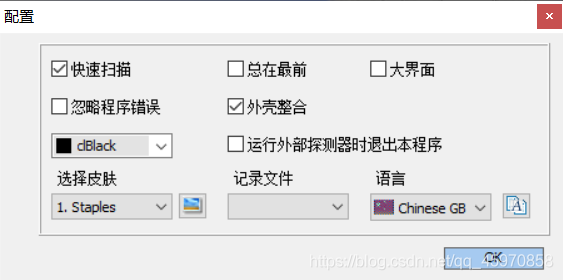 配置
快速扫描 总在最前 大界面
忽略程序错误 外壳整合
clBlack 运行外部探测器时退出本程序
选择皮肤 记录文件 语言
1. Staples Chinese GB
OK
https://blog.csdn.net/qq_43970858